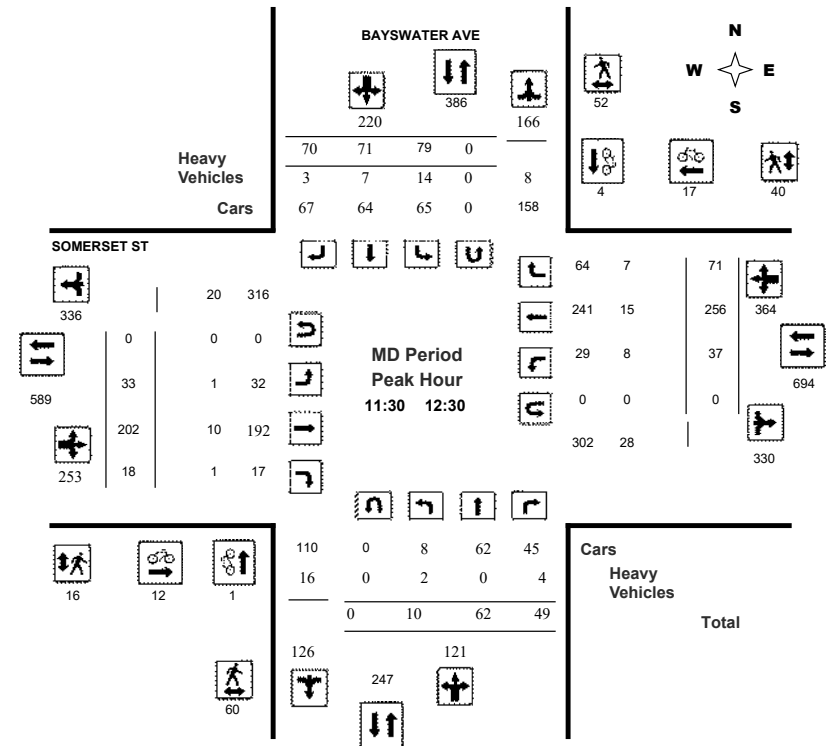 BAYSWATER AVE
N
W E
S
386
52
220 166
70 71 79 0
Heavy
Vehicles 3 7 14 0 8
Cars 67 64 65 0 158
4 17 40
SOMERSET ST
336
20 316
64 7 71
364
0 0 0
241 15 256
MD Period
Peak Hour
11:30 12:30
589
33 1 32
29 8 37
694
0 0 0
202 10 192
253
18 1 17
302 28
330
110 0 8 62 45 Cars
16 0 2 0 4 Heavy
Vehicles
0 10 62 49 Total
16 12 1
126 121
247
60